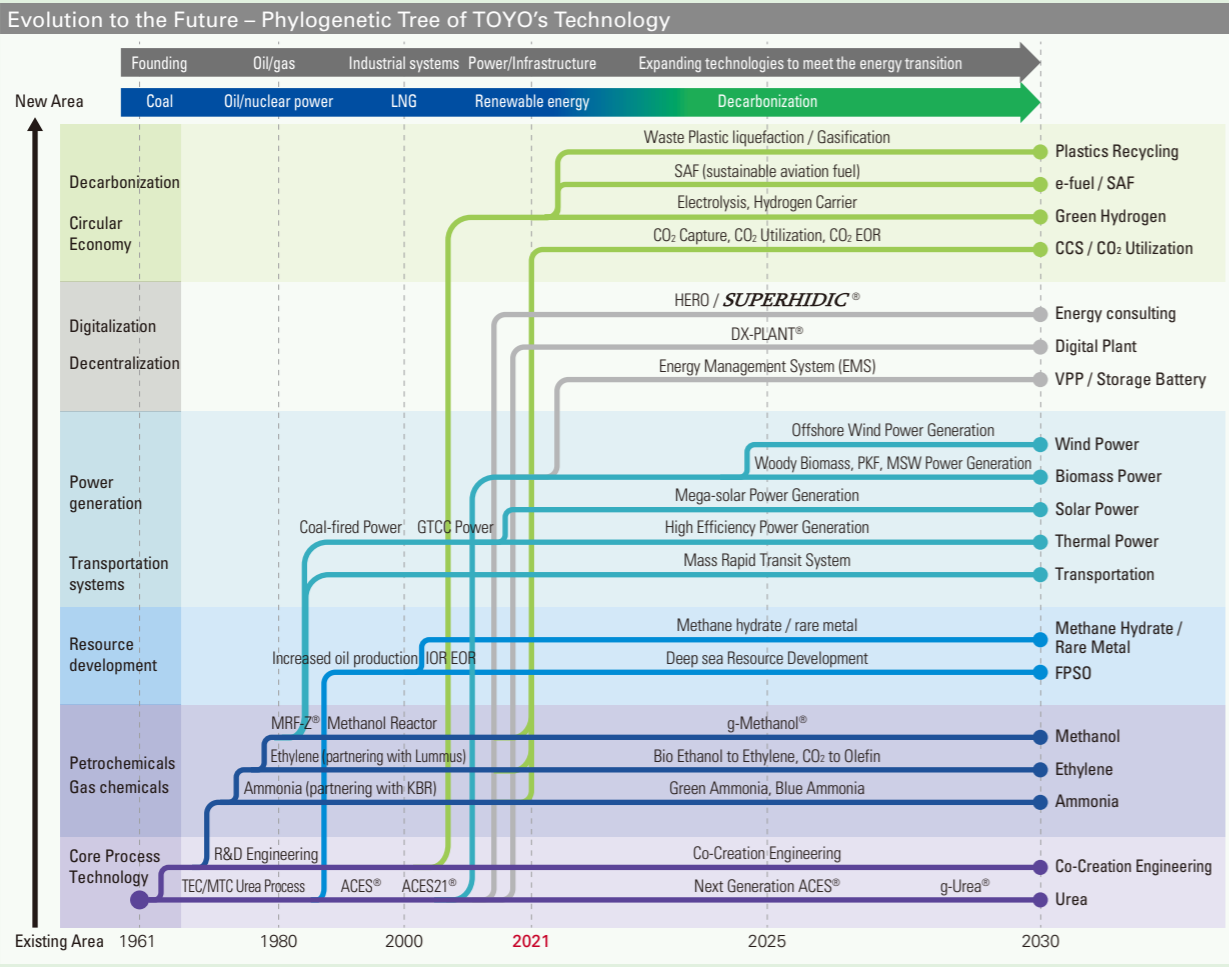 Evolution to the Future – Phylogenetic Tree of TOYO's Technology
Founding
Oil/gas
Industrial systems
Power/Infrastructure
Expanding technologies to meet the energy transition
New Area
Coal
Oil/nuclear power
LNG
Renewable energy
Decarbonization
Decarbonization
Circular
Economy
Waste Plastic liquefaction / Gasification
Plastics Recycling
SAF (sustainable aviation fuel)
e-fuel / SAF
Electrolysis, Hydrogen Carrier
Green Hydrogen
CO₂ Capture, CO₂ Utilization, CO₂ EOR
CCS / CO₂ Utilization
Digitalization
Decentralization
HERO / SUPERHIDIC®
Energy consulting
DX-PLANT®
Digital Plant
Energy Management System (EMS)
VPP / Storage Battery
Power
generation
Transportation
systems
Offshore Wind Power Generation
Wind Power
Woody Biomass, PKF, MSW Power Generation
Biomass Power
Mega-solar Power Generation
Solar Power
Coal-fired Power
GTCC Power
High Efficiency Power Generation
Thermal Power
Mass Rapid Transit System
Transportation
Resource
development
Methane hydrate / rare metal
Methane Hydrate /
Rare Metal
Increased oil production
IOR EOR
Deep sea Resource Development
FPSO
Petrochemicals
Gas chemicals
MRF-Z® Methanol Reactor
g-Methanol®
Methanol
Ethylene (partnering with Lummus)
Bio Ethanol to Ethylene, CO₂ to Olefin
Ethylene
Ammonia (partnering with KBR)
Green Ammonia, Blue Ammonia
Ammonia
Core Process
Technology
R&D Engineering
Co-Creation Engineering
Co-Creation Engineering
TEC/MTC Urea Process
ACES®
ACES21®
Next Generation ACES®
g-Urea®
Urea
Existing Area
1961
1980
2000
2021
2025
2030